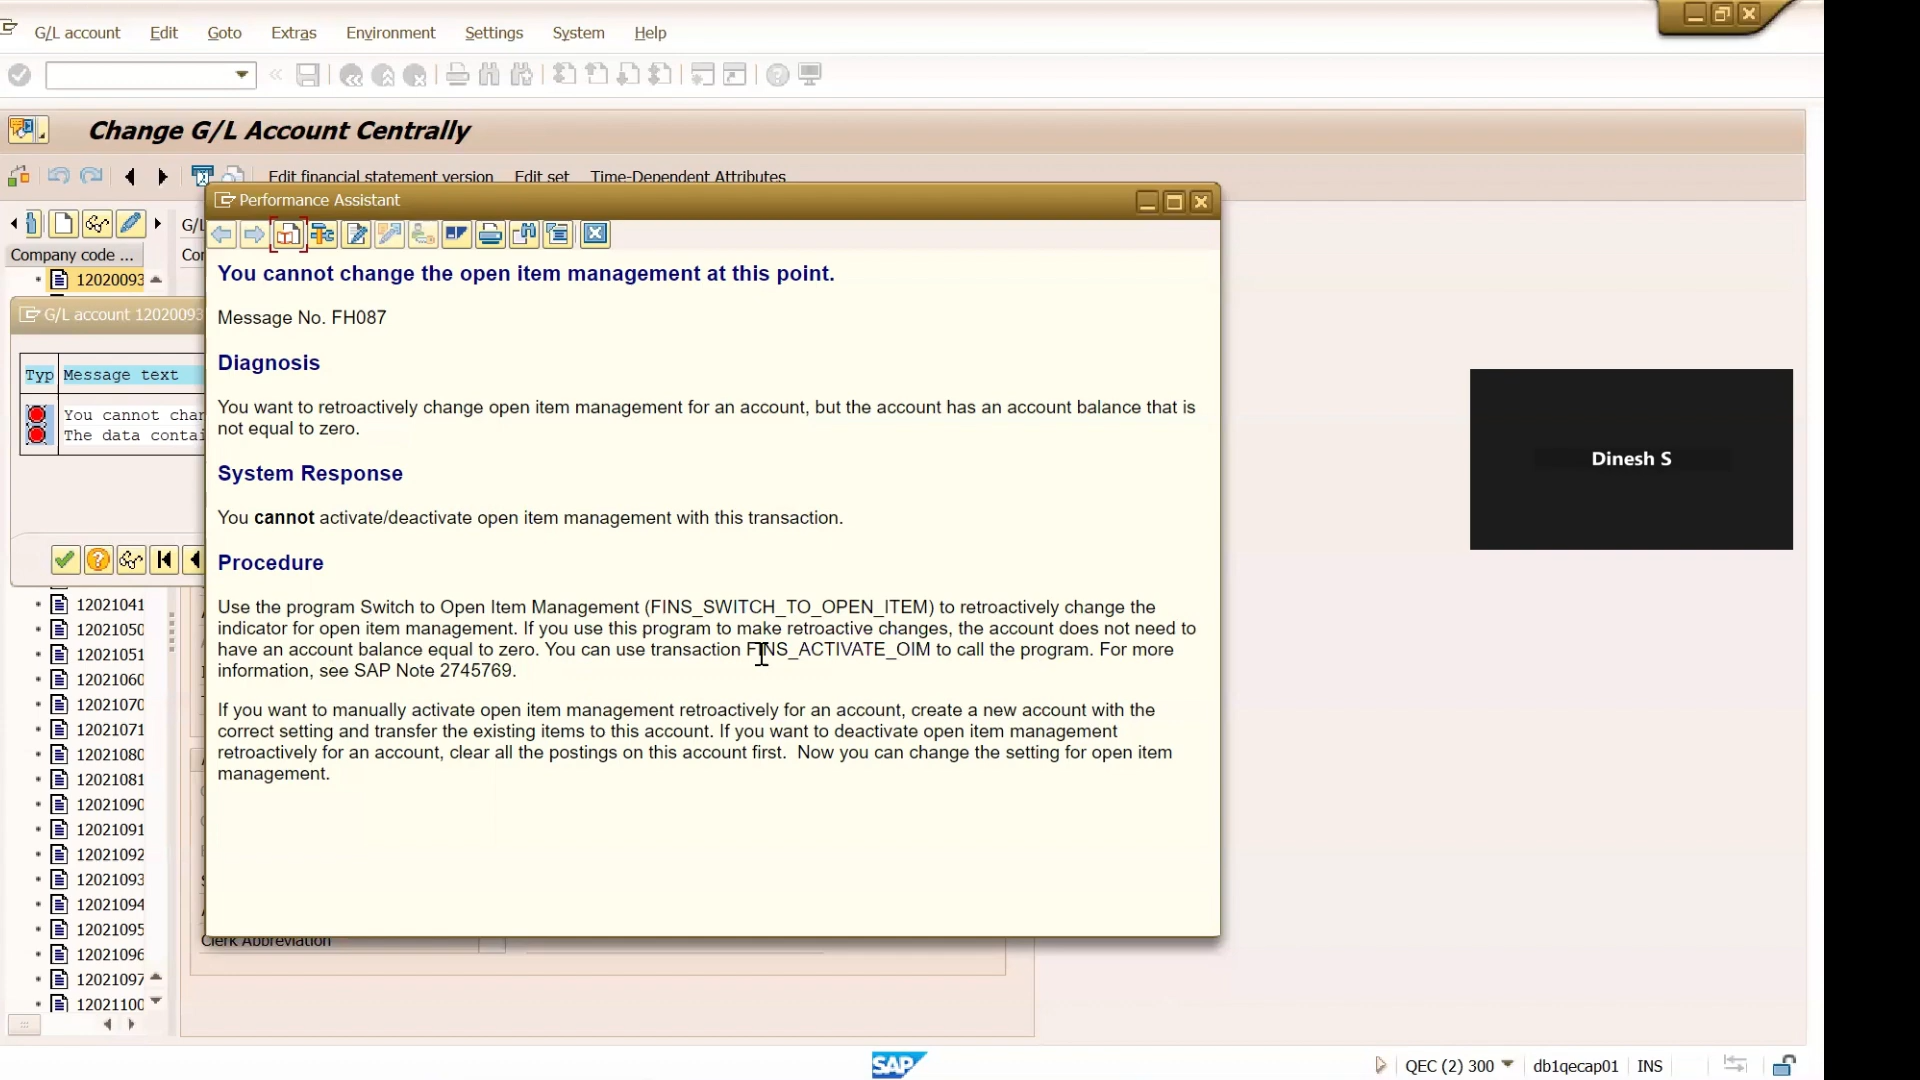 G/L account Edit Goto Extras Environment Settings System Help
Change G/L Account Centrally
Edit financial statement version Edit set Time-Dependent Attributes
Performance Assistant
G/L
Company code ... Cor
12020093
You cannot change the open item management at this point.
Message No. FH087
G/L account 12020093
Diagnosis
Typ Message text
You want to retroactively change open item management for an account, but the account has an account balance that is
not equal to zero.
You cannot char
The data contai
Dinesh S
System Response
You cannot activate/deactivate open item management with this transaction.
Procedure
Use the program Switch to Open Item Management (FINS_SWITCH_TO_OPEN_ITEM) to retroactively change the
indicator for open item management. If you use this program to make retroactive changes, the account does not need to
have an account balance equal to zero. You can use transaction FINS_ACTIVATE_OIM to call the program. For more
information, see SAP Note 2745769.
If you want to manually activate open item management retroactively for an account, create a new account with the
correct setting and transfer the existing items to this account. If you want to deactivate open item management
retroactively for an account, clear all the postings on this account first. Now you can change the setting for open item
management.
12021041
12021050
12021051
12021060
12021070
12021071
12021080
12021081
12021090
12021091
12021092
12021093
12021094
12021095
12021096
12021097
12021100
Clerk Abbreviation
SAP
QEC (2) 300 db1qecap01 INS